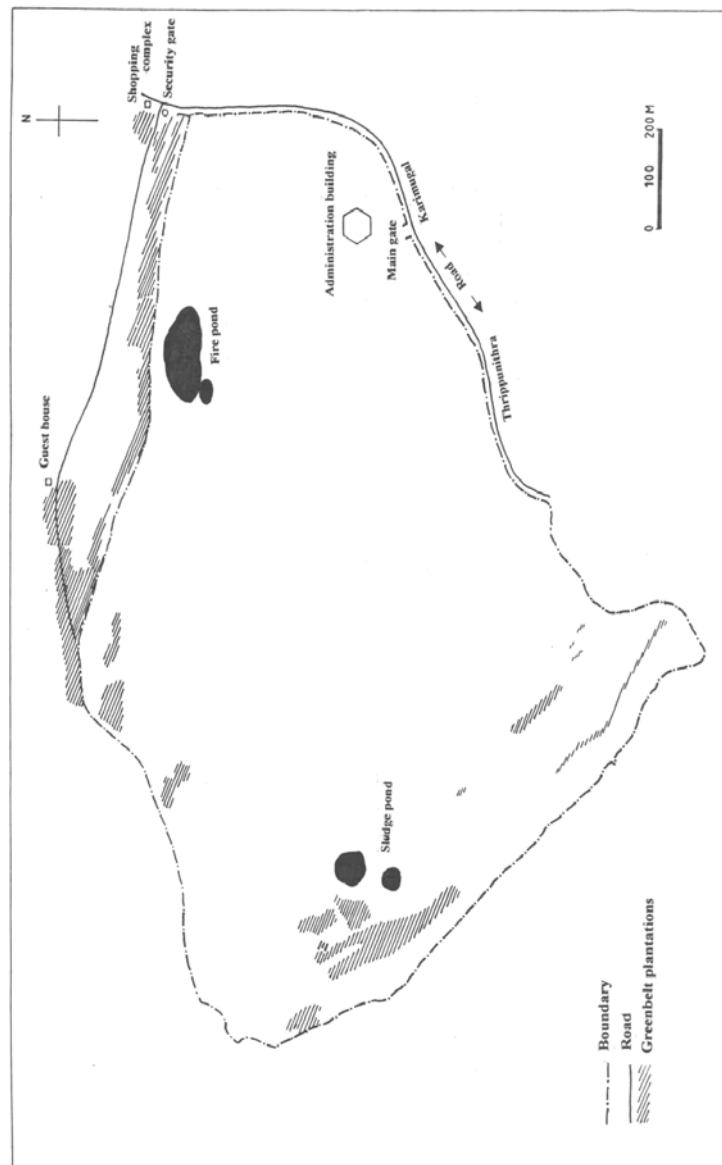 N
Shopping
complex
Security gate
Guest house
Fire pond
Administration building
Main gate
Karimugal
Road
Thrippunithra
Sludge pond
0 100 200 M
Boundary
Road
Greenbelt plantations